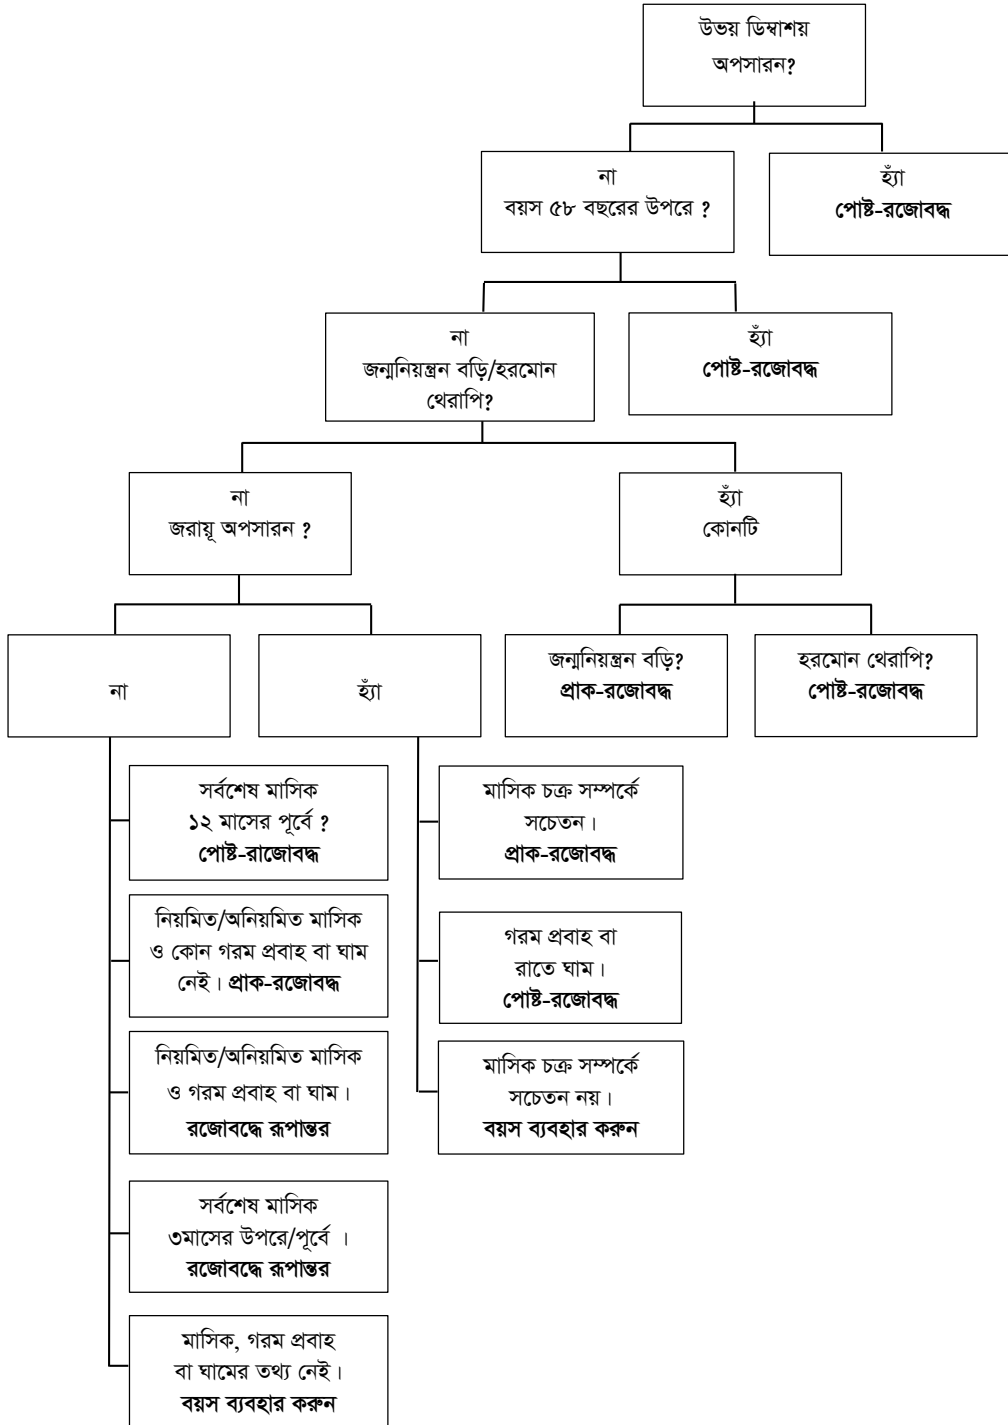 উভয় ডিম্বাশয়
অপসারন?
না
বয়স ৫৮ বছরের উপরে ?
হ্যাঁ
পোষ্ট-রজোবদ্ধ
না
জন্মনিয়ন্ত্রন বড়ি/হরমোন
থেরাপি?
হ্যাঁ
পোষ্ট-রজোবদ্ধ
না
জরায়ূ অপসারন ?
হ্যাঁ
কোনটি
না
হ্যাঁ
জন্মনিয়ন্ত্রন বড়ি?
প্রাক-রজোবদ্ধ
হরমোন থেরাপি?
পোষ্ট-রজোবদ্ধ
সর্বশেষ মাসিক
১২ মাসের পূর্বে ?
পোষ্ট-রাজোবদ্ধ
নিয়মিত/অনিয়মিত মাসিক
ও কোন গরম প্রবাহ বা ঘাম
নেই। প্রাক-রজোবদ্ধ
নিয়মিত/অনিয়মিত মাসিক
ও গরম প্রবাহ বা ঘাম।
রজোবদ্ধে রূপান্তর
সর্বশেষ মাসিক
৩মাসের উপরে/পূর্বে ।
রজোবদ্ধে রূপান্তর
মাসিক, গরম প্রবাহ
বা ঘামের তথ্য নেই।
বয়স ব্যবহার করুন
মাসিক চক্র সম্পর্কে
সচেতন।
প্রাক-রজোবদ্ধ
গরম প্রবাহ বা
রাতে ঘাম।
পোষ্ট-রজোবদ্ধ
মাসিক চক্র সম্পর্কে
সচেতন নয়।
বয়স ব্যবহার করুন